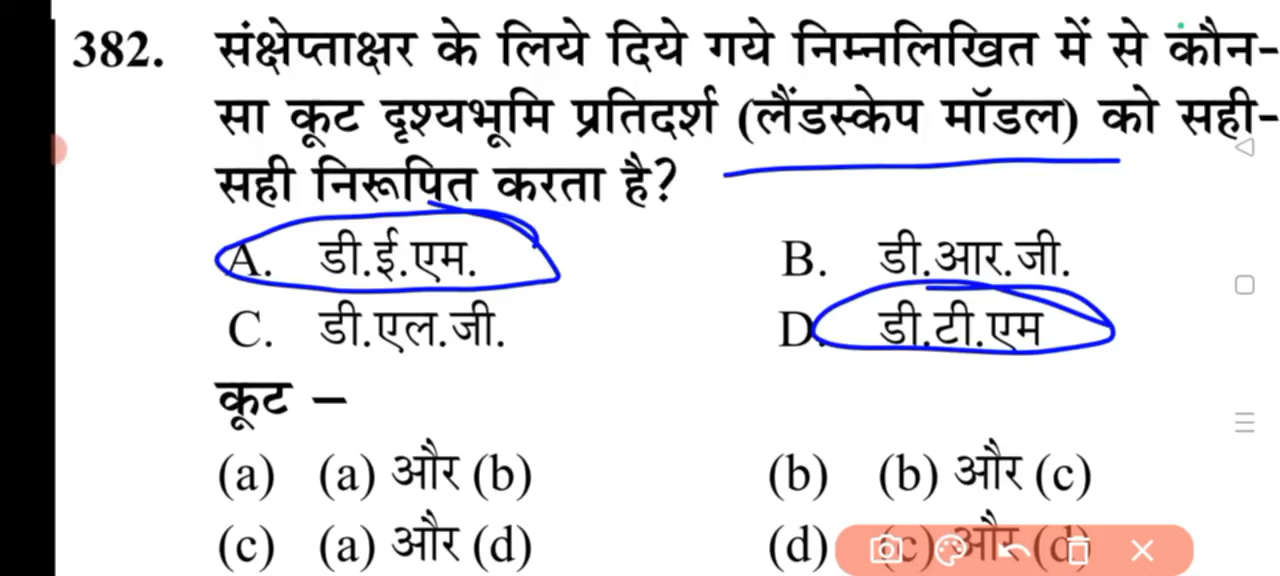 382. संक्षेप्ताक्षर के लिये दिये गये निम्नलिखित में से कौन-
सा कूट दृश्यभूमि प्रतिदर्श (लैंडस्केप मॉडल) को सही-
सही निरूपित करता है?
A. डी.ई.एम. B. डी.आर.जी.
C. डी.एल.जी. D. डी.टी.एम
कूट –
(a) (a) और (b) (b) (b) और (c)
(c) (a) और (d) (d) (c) और (d)